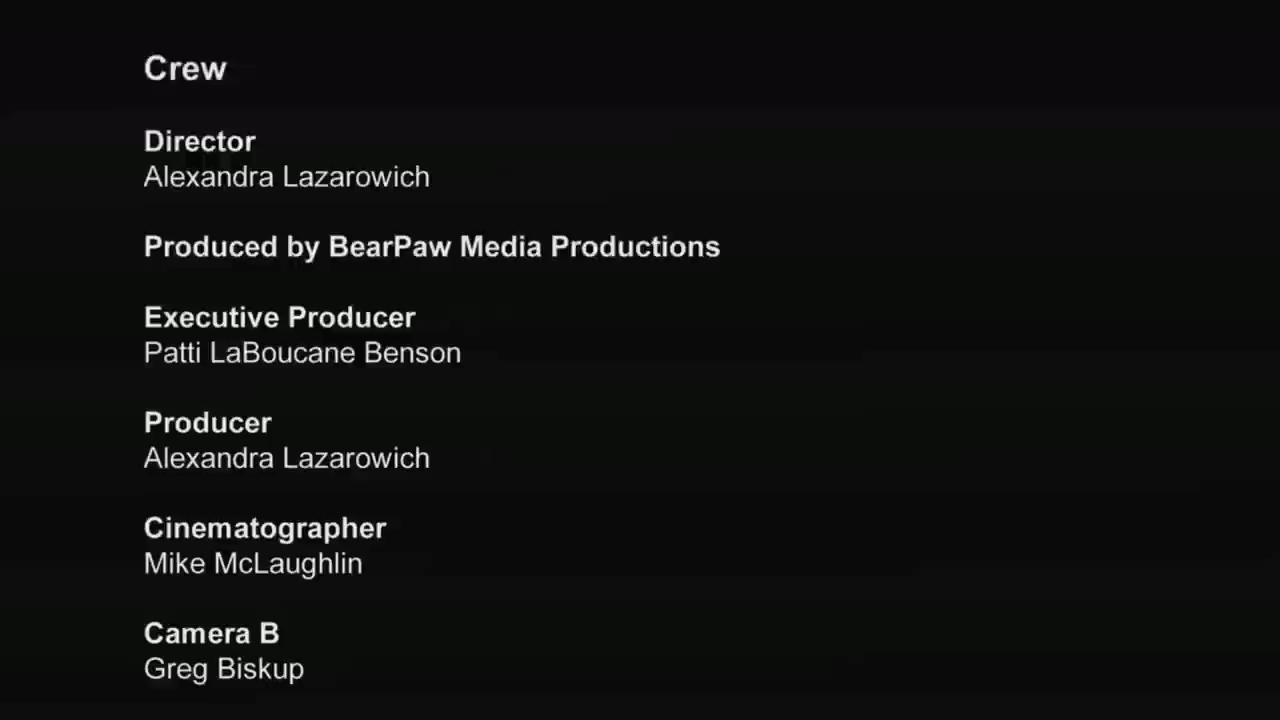 Crew
Director
Alexandra Lazarowich
Produced by BearPaw Media Productions
Executive Producer
Patti LaBoucane Benson
Producer
Alexandra Lazarowich
Cinematographer
Mike McLaughlin
Camera B
Greg Biskup